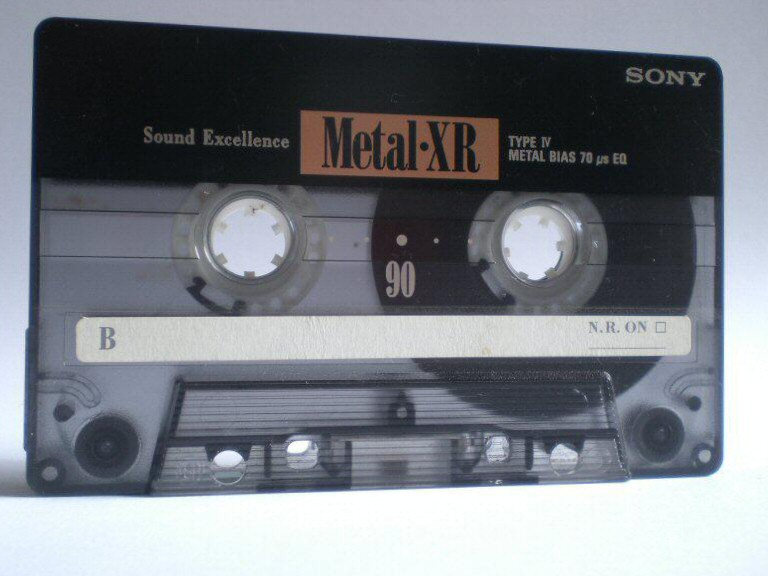 SONY
Sound Excellence
Metal·XR
TYPE IV
METAL BIAS 70 µs EQ
90
B
N.R. ON